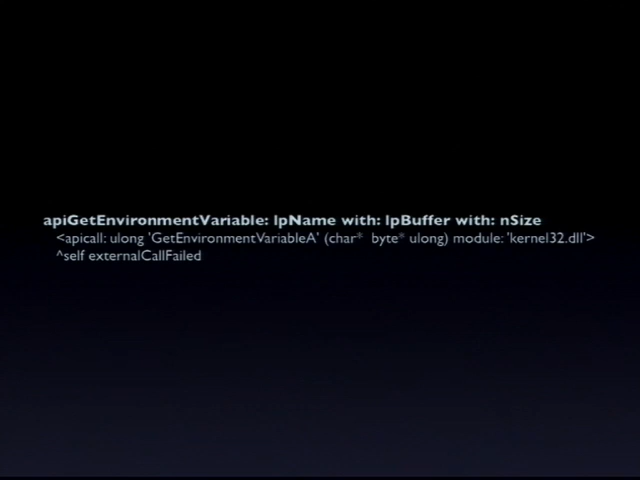 apiGetEnvironmentVariable: lpName with: lpBuffer with: nSize
<apicall: ulong 'GetEnvironmentVariableA' (char* byte* ulong) module: 'kernel32.dll'>
^self externalCallFailed